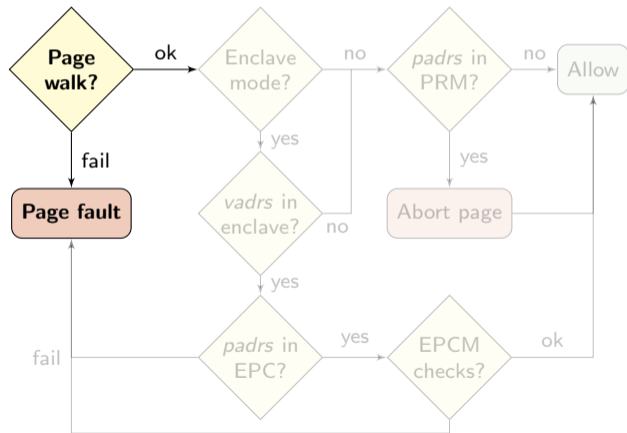 Page
walk?
ok
Enclave
mode?
no
padrs in
PRM?
no
Allow
fail
yes
yes
Page fault
vadrs in
enclave?
no
Abort page
yes
fail
padrs in
EPC?
yes
EPCM
checks?
ok